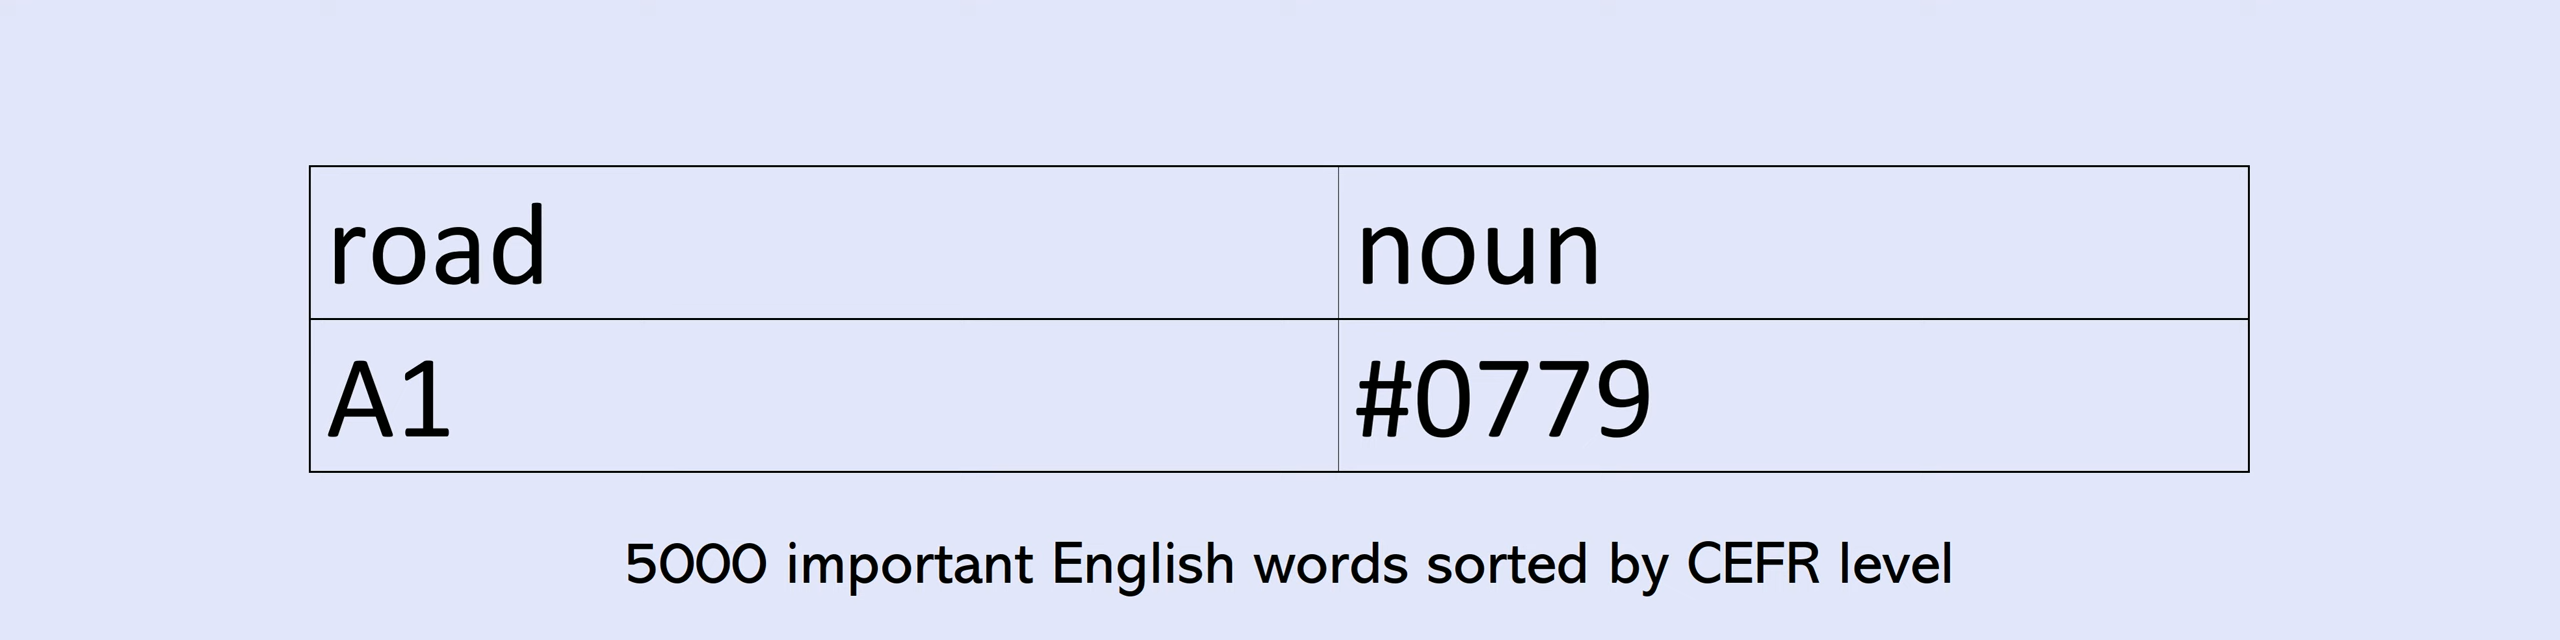 road noun
A1 #0779
5000 important English words sorted by CEFR level